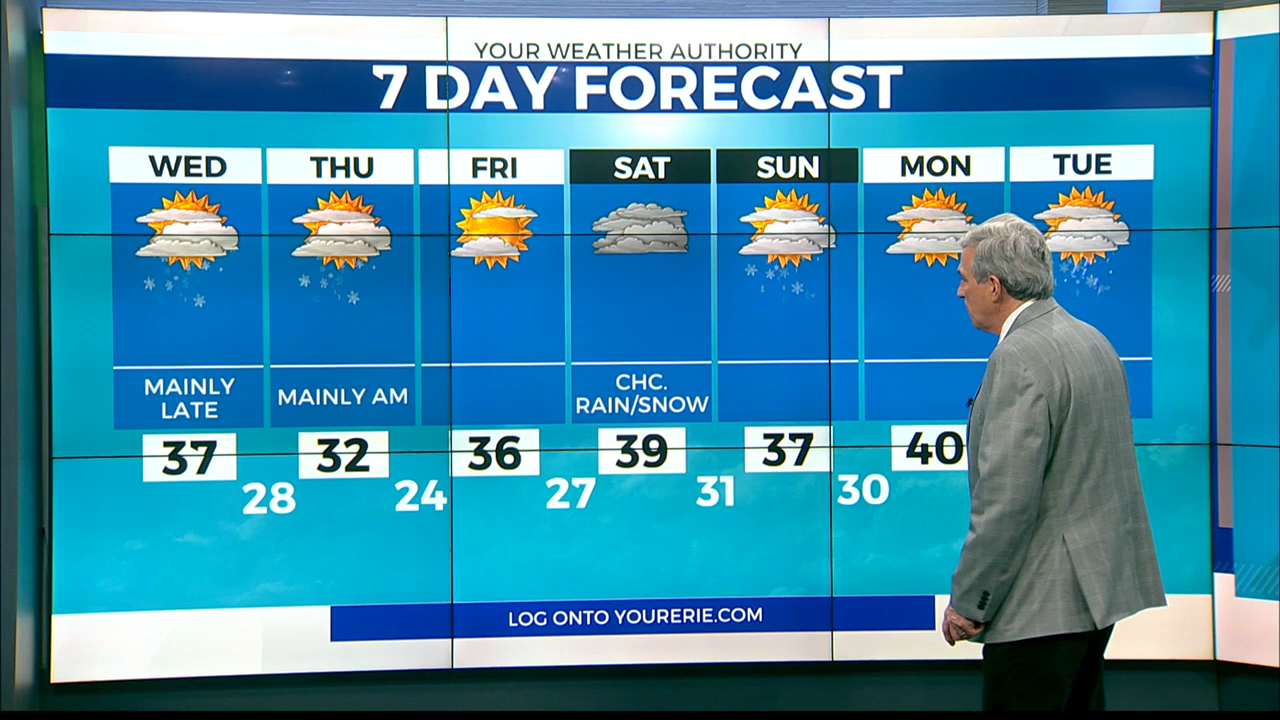 YOUR WEATHER AUTHORITY
7 DAY FORECAST
WED THU FRI SAT SUN MON TUE
MAINLY
LATE
MAINLY AM
CHC.
RAIN/SNOW
37 32 36 39 37 40
28 24 27 31 30
LOG ONTO YOURERIE.COM